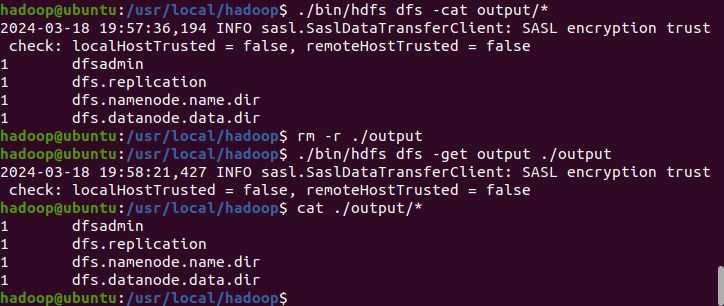 hadoop@ubuntu:/usr/local/hadoop$ ./bin/hdfs dfs -cat output/*
2024-03-18 19:57:36,194 INFO sasl.SaslDataTransferClient: SASL encryption trust
 check: localHostTrusted = false, remoteHostTrusted = false
1       dfsadmin
1       dfs.replication
1       dfs.namenode.name.dir
1       dfs.datanode.data.dir
hadoop@ubuntu:/usr/local/hadoop$ rm -r ./output
hadoop@ubuntu:/usr/local/hadoop$ ./bin/hdfs dfs -get output ./output
2024-03-18 19:58:21,427 INFO sasl.SaslDataTransferClient: SASL encryption trust
 check: localHostTrusted = false, remoteHostTrusted = false
hadoop@ubuntu:/usr/local/hadoop$ cat ./output/*
1       dfsadmin
1       dfs.replication
1       dfs.namenode.name.dir
1       dfs.datanode.data.dir
hadoop@ubuntu:/usr/local/hadoop$